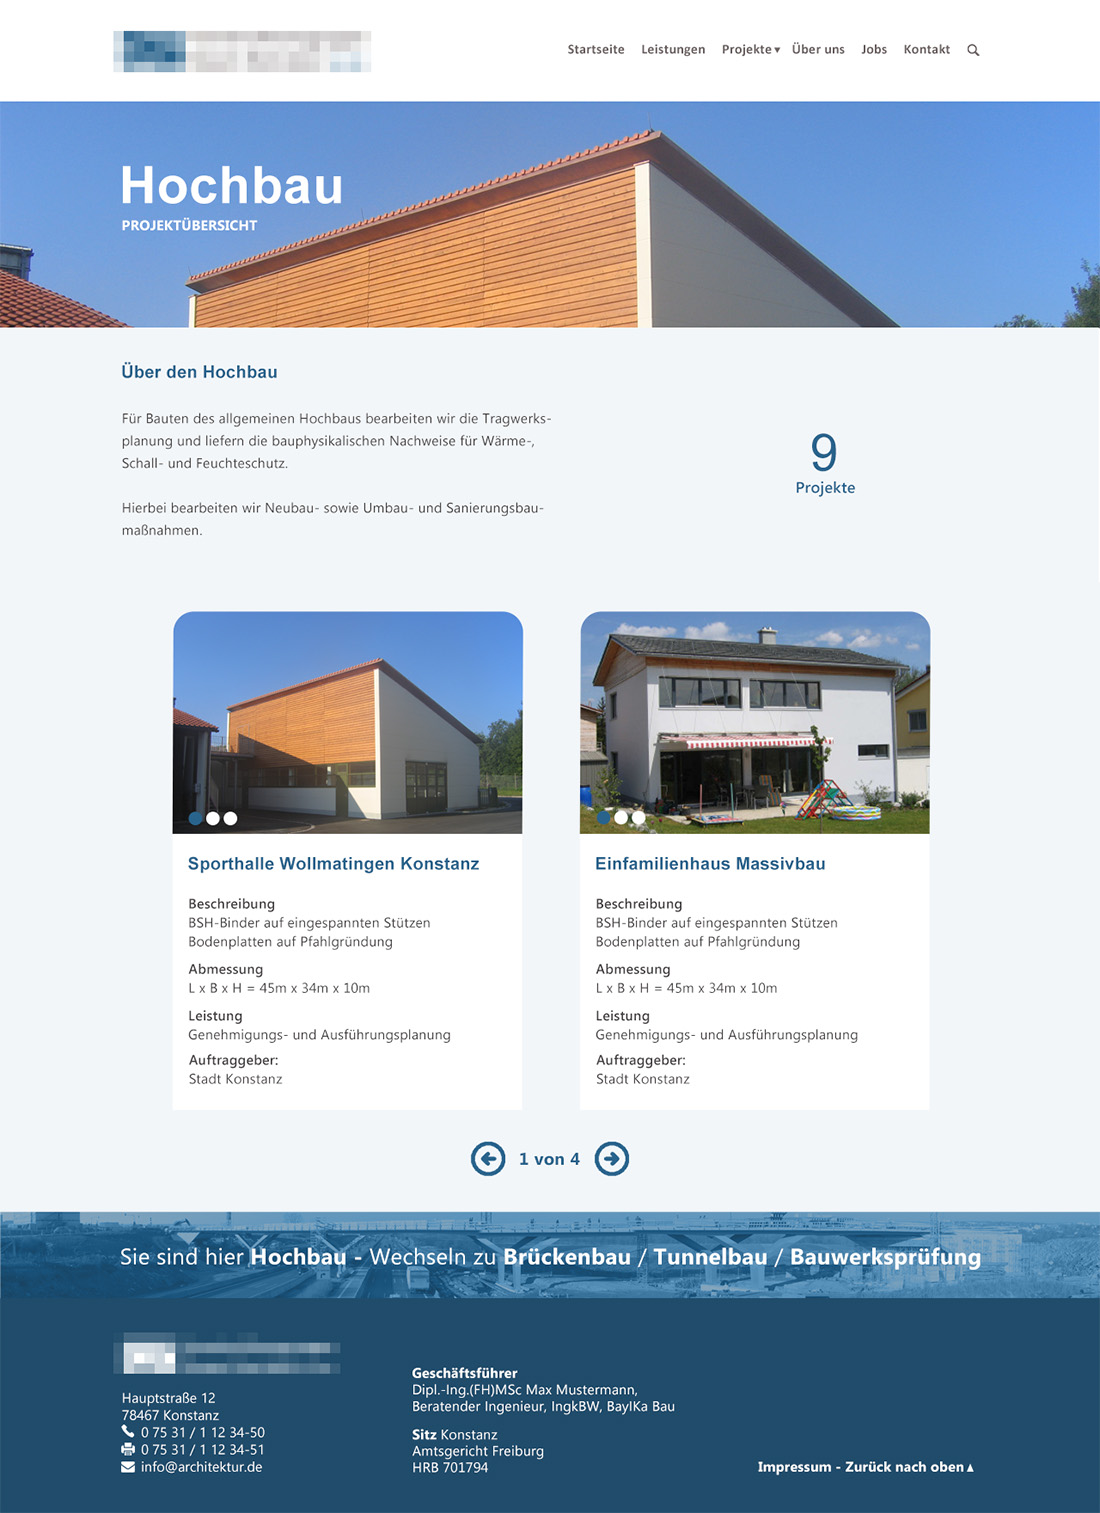 Startseite Leistungen Projekte▾ Über uns Jobs Kontakt
Hochbau
PROJEKTÜBERSICHT
Über den Hochbau
Für Bauten des allgemeinen Hochbaus bearbeiten wir die Tragwerks-
planung und liefern die bauphysikalischen Nachweise für Wärme-,
Schall- und Feuchteschutz.
Hierbei bearbeiten wir Neubau- sowie Umbau- und Sanierungsbau-
maßnahmen.
9
Projekte
Sporthalle Wollmatingen Konstanz
Beschreibung
BSH-Binder auf eingespannten Stützen
Bodenplatten auf Pfahlgründung
Abmessung
L x B x H = 45m x 34m x 10m
Leistung
Genehmigungs- und Ausführungsplanung
Auftraggeber:
Stadt Konstanz
Einfamilienhaus Massivbau
Beschreibung
BSH-Binder auf eingespannten Stützen
Bodenplatten auf Pfahlgründung
Abmessung
L x B x H = 45m x 34m x 10m
Leistung
Genehmigungs- und Ausführungsplanung
Auftraggeber:
Stadt Konstanz
1 von 4
Sie sind hier Hochbau - Wechseln zu Brückenbau / Tunnelbau / Bauwerksprüfung
Hauptstraße 12
78467 Konstanz
0 75 31 / 1 12 34-50
0 75 31 / 1 12 34-51
info@architektur.de
Geschäftsführer
Dipl.-Ing.(FH)MSc Max Mustermann,
Beratender Ingenieur, IngkBW, BayIKa Bau
Sitz Konstanz
Amtsgericht Freiburg
HRB 701794
Impressum - Zurück nach oben▴